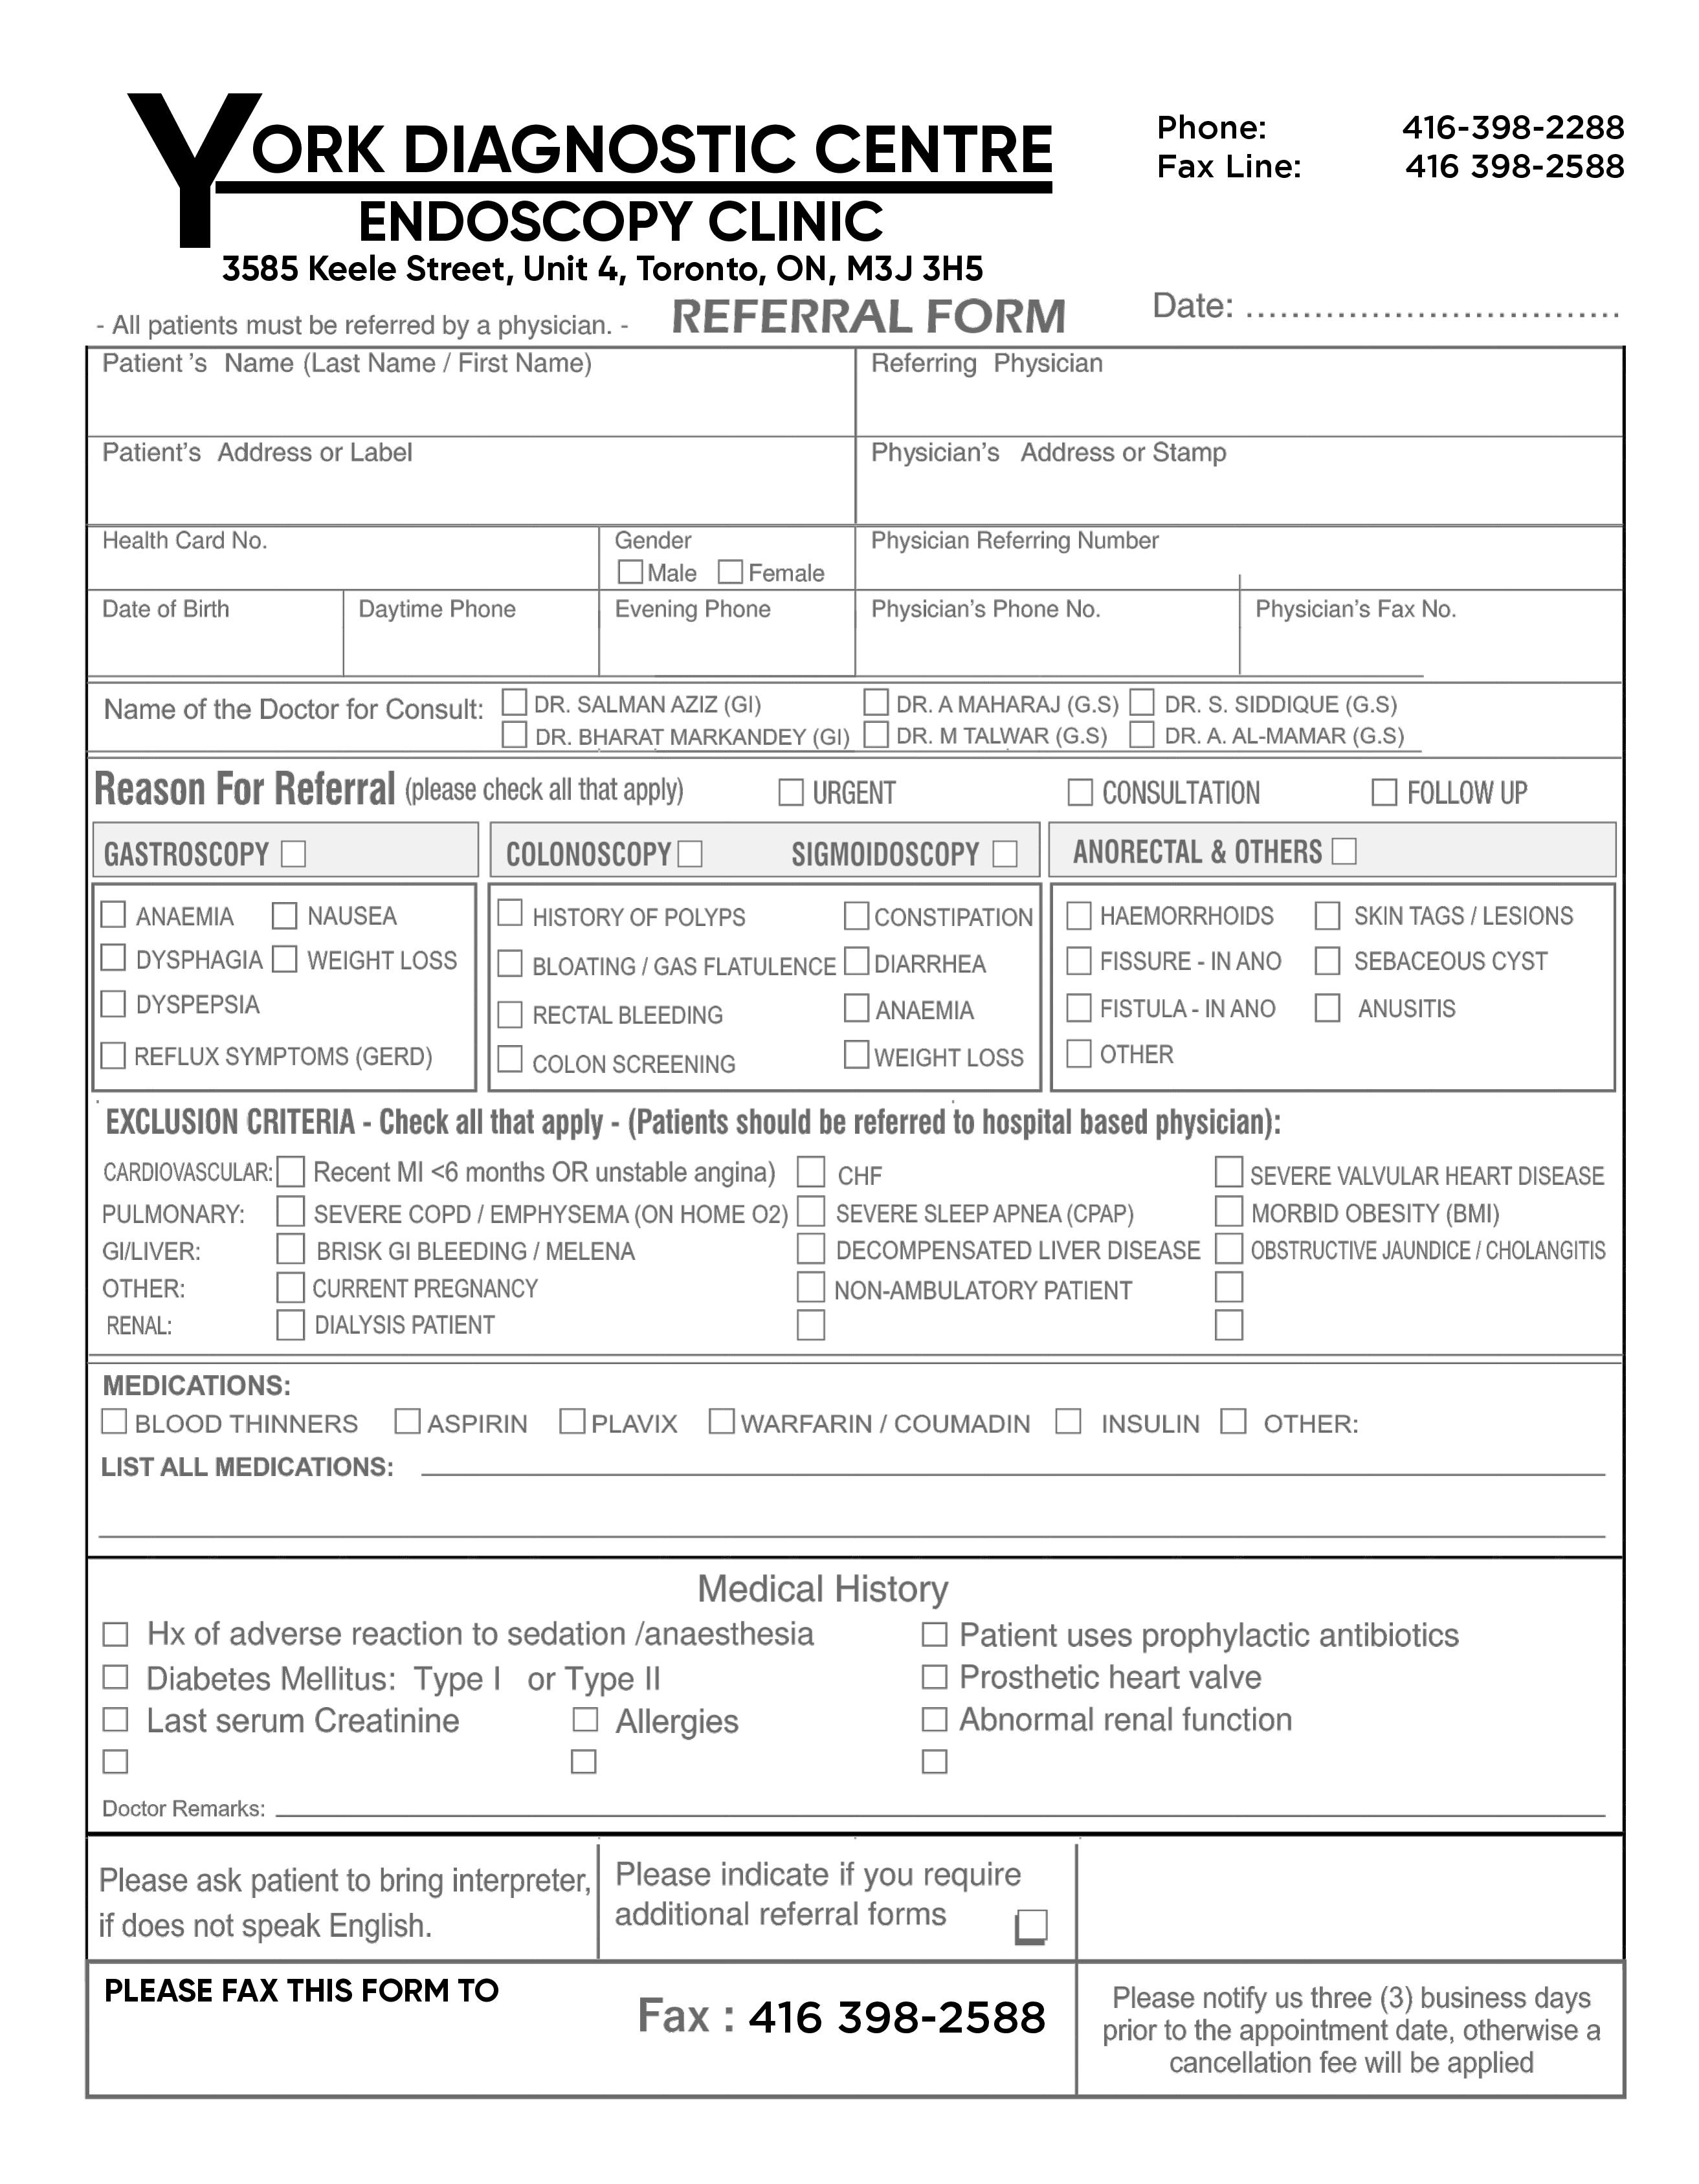 YORK DIAGNOSTIC CENTRE
ENDOSCOPY CLINIC
3585 Keele Street, Unit 4, Toronto, ON, M3J 3H5
Phone: 416-398-2288
Fax Line: 416 398-2588
- All patients must be referred by a physician. - REFERRAL FORM Date: ................................
Patient 's Name (Last Name / First Name) Referring Physician
Patient's Address or Label Physician's Address or Stamp
Health Card No. Gender Physician Referring Number
Male Female
Date of Birth Daytime Phone Evening Phone Physician's Phone No. Physician's Fax No.
Name of the Doctor for Consult: DR. SALMAN AZIZ (GI) DR. A MAHARAJ (G.S) DR. S. SIDDIQUE (G.S)
DR. BHARAT MARKANDEY (GI) DR. M TALWAR (G.S) DR. A. AL-MAMAR (G.S)
Reason For Referral (please check all that apply) URGENT CONSULTATION FOLLOW UP
GASTROSCOPY COLONOSCOPY SIGMOIDOSCOPY ANORECTAL & OTHERS
ANAEMIA NAUSEA HISTORY OF POLYPS CONSTIPATION HAEMORRHOIDS SKIN TAGS / LESIONS
DYSPHAGIA WEIGHT LOSS BLOATING / GAS FLATULENCE DIARRHEA FISSURE - IN ANO SEBACEOUS CYST
DYSPEPSIA RECTAL BLEEDING ANAEMIA FISTULA - IN ANO ANUSITIS
REFLUX SYMPTOMS (GERD) COLON SCREENING WEIGHT LOSS OTHER
EXCLUSION CRITERIA - Check all that apply - (Patients should be referred to hospital based physician):
CARDIOVASCULAR: Recent MI <6 months OR unstable angina) CHF SEVERE VALVULAR HEART DISEASE
PULMONARY: SEVERE COPD / EMPHYSEMA (ON HOME O2) SEVERE SLEEP APNEA (CPAP) MORBID OBESITY (BMI)
GI/LIVER: BRISK GI BLEEDING / MELENA DECOMPENSATED LIVER DISEASE OBSTRUCTIVE JAUNDICE / CHOLANGITIS
OTHER: CURRENT PREGNANCY NON-AMBULATORY PATIENT
RENAL: DIALYSIS PATIENT
MEDICATIONS:
BLOOD THINNERS ASPIRIN PLAVIX WARFARIN / COUMADIN INSULIN OTHER:
LIST ALL MEDICATIONS:
Medical History
Hx of adverse reaction to sedation /anaesthesia Patient uses prophylactic antibiotics
Diabetes Mellitus: Type I or Type II Prosthetic heart valve
Last serum Creatinine Allergies Abnormal renal function
Doctor Remarks:
Please ask patient to bring interpreter,
if does not speak English.
Please indicate if you require
additional referral forms
PLEASE FAX THIS FORM TO
Fax : 416 398-2588
Please notify us three (3) business days
prior to the appointment date, otherwise a
cancellation fee will be applied